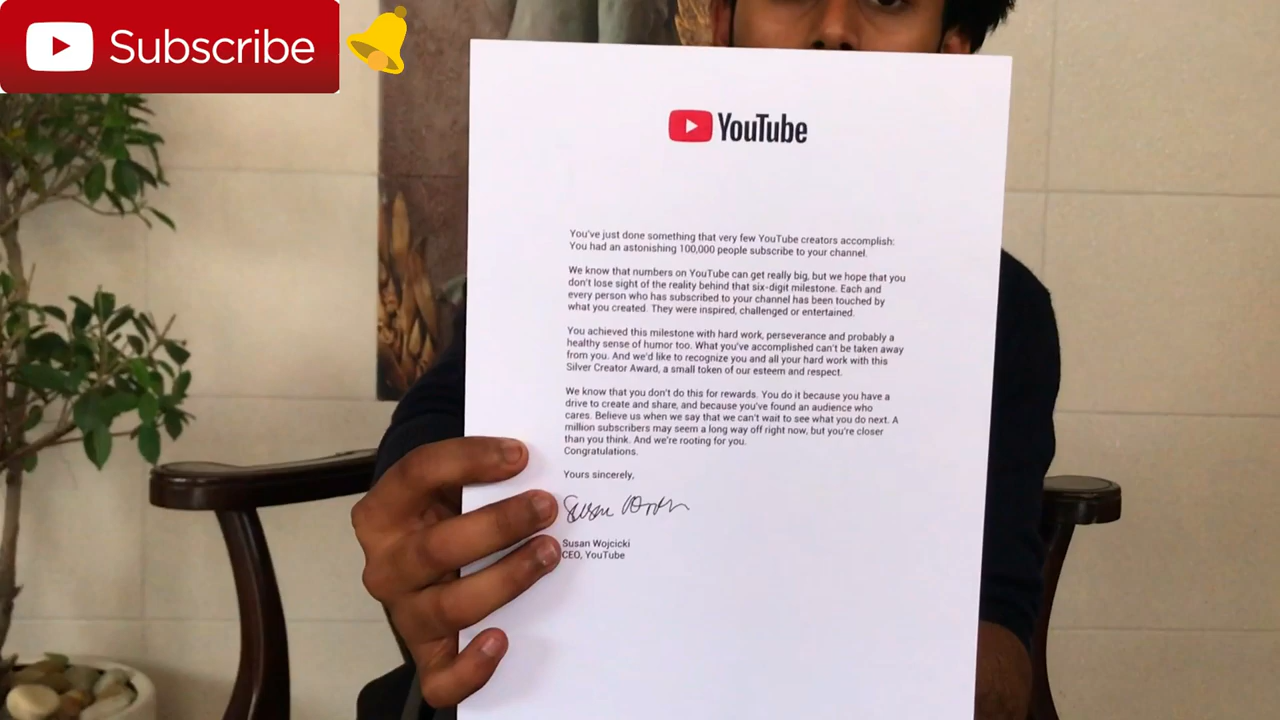 Subscribe
YouTube
You've just done something that very few YouTube creators accomplish:
You had an astonishing 100,000 people subscribe to your channel.
We know that numbers on YouTube can get really big, but we hope that you
don't lose sight of the reality behind that six-digit milestone. Each and
every person who has subscribed to your channel has been touched by
what you created. They were inspired, challenged or entertained.
You achieved this milestone with hard work, perseverance and probably a
healthy sense of humor too. What you've accomplished can't be taken away
from you. And we'd like to recognize you and all your hard work with this
Silver Creator Award, a small token of our esteem and respect.
We know that you don't do this for rewards. You do it because you have a
drive to create and share, and because you've found an audience who
cares. Believe us when we say that we can't wait to see what you do next. A
million subscribers may seem a long way off right now, but you're closer
than you think. And we're rooting for you.
Congratulations.
Yours sincerely,
Susan Wojcicki
CEO, YouTube